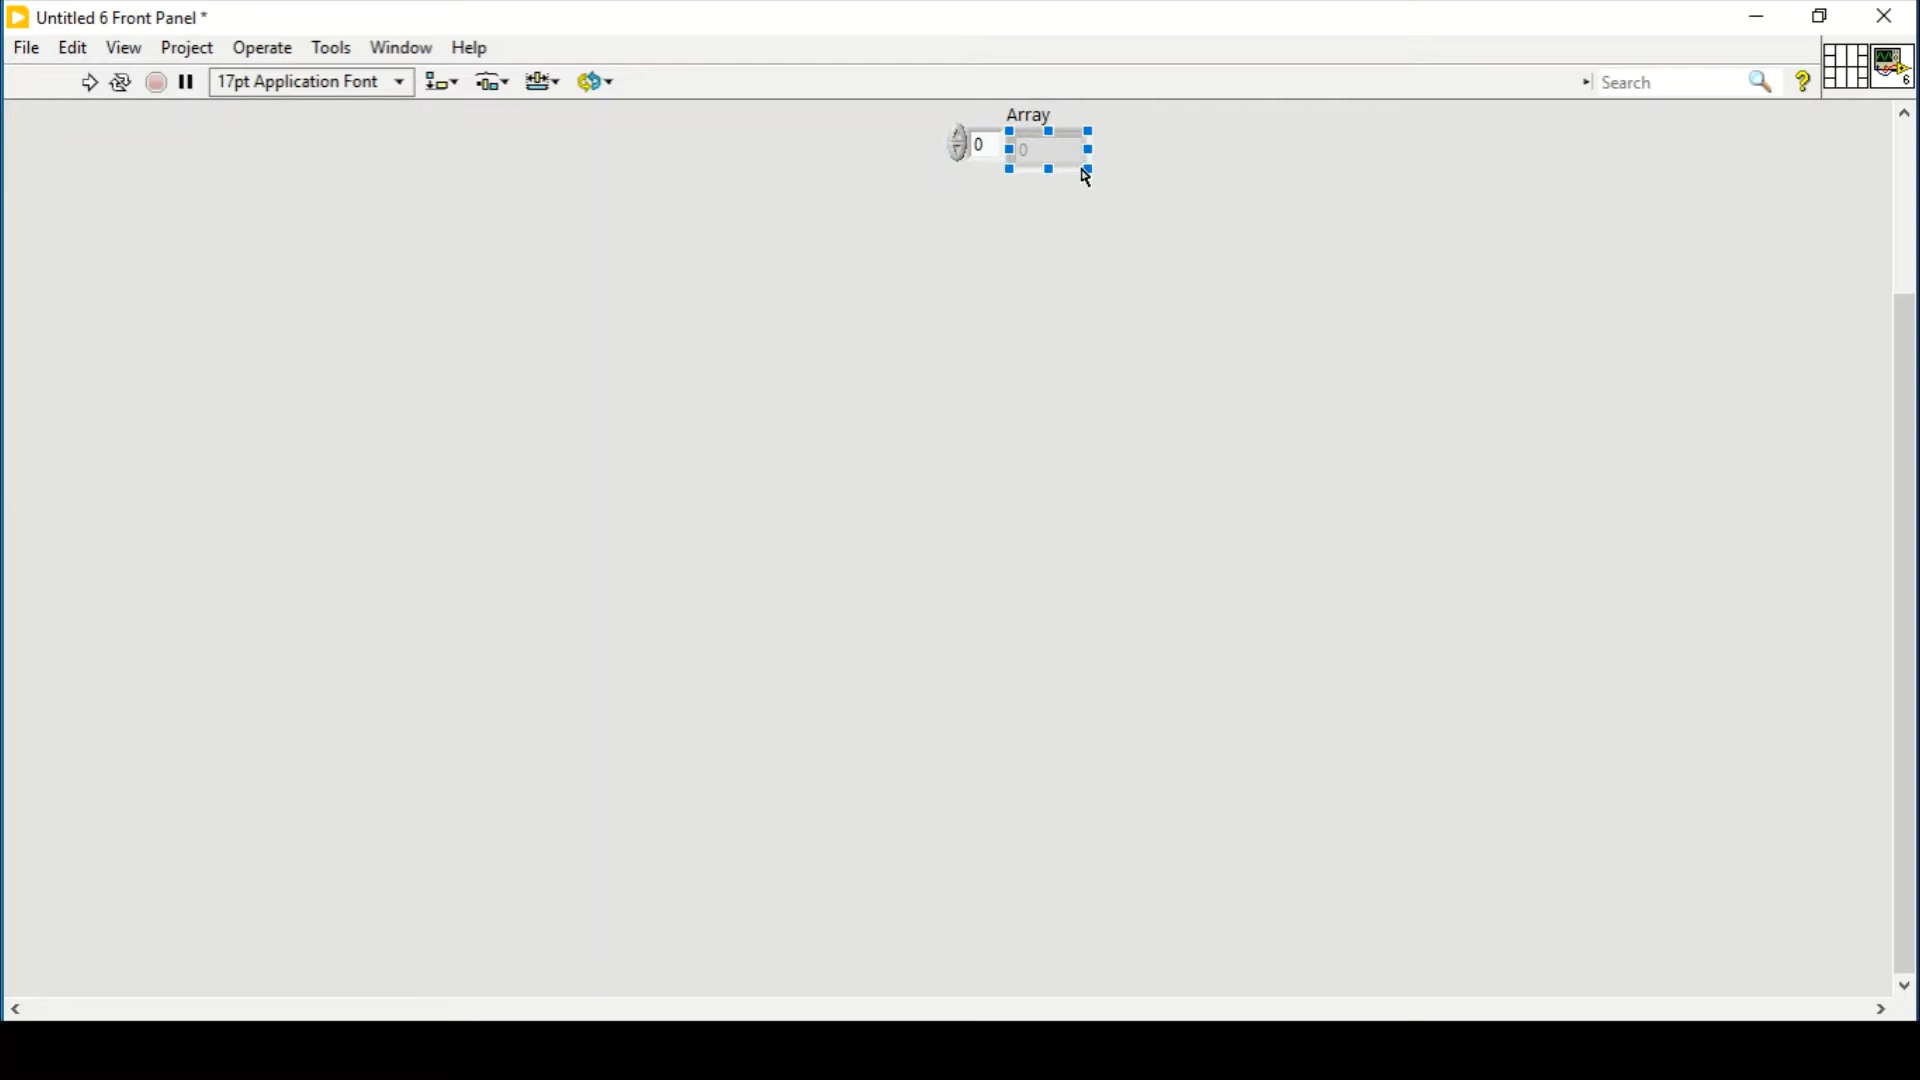 Untitled 6 Front Panel *
File Edit View Project Operate Tools Window Help
17pt Application Font
Search
?
6
Array
0
0